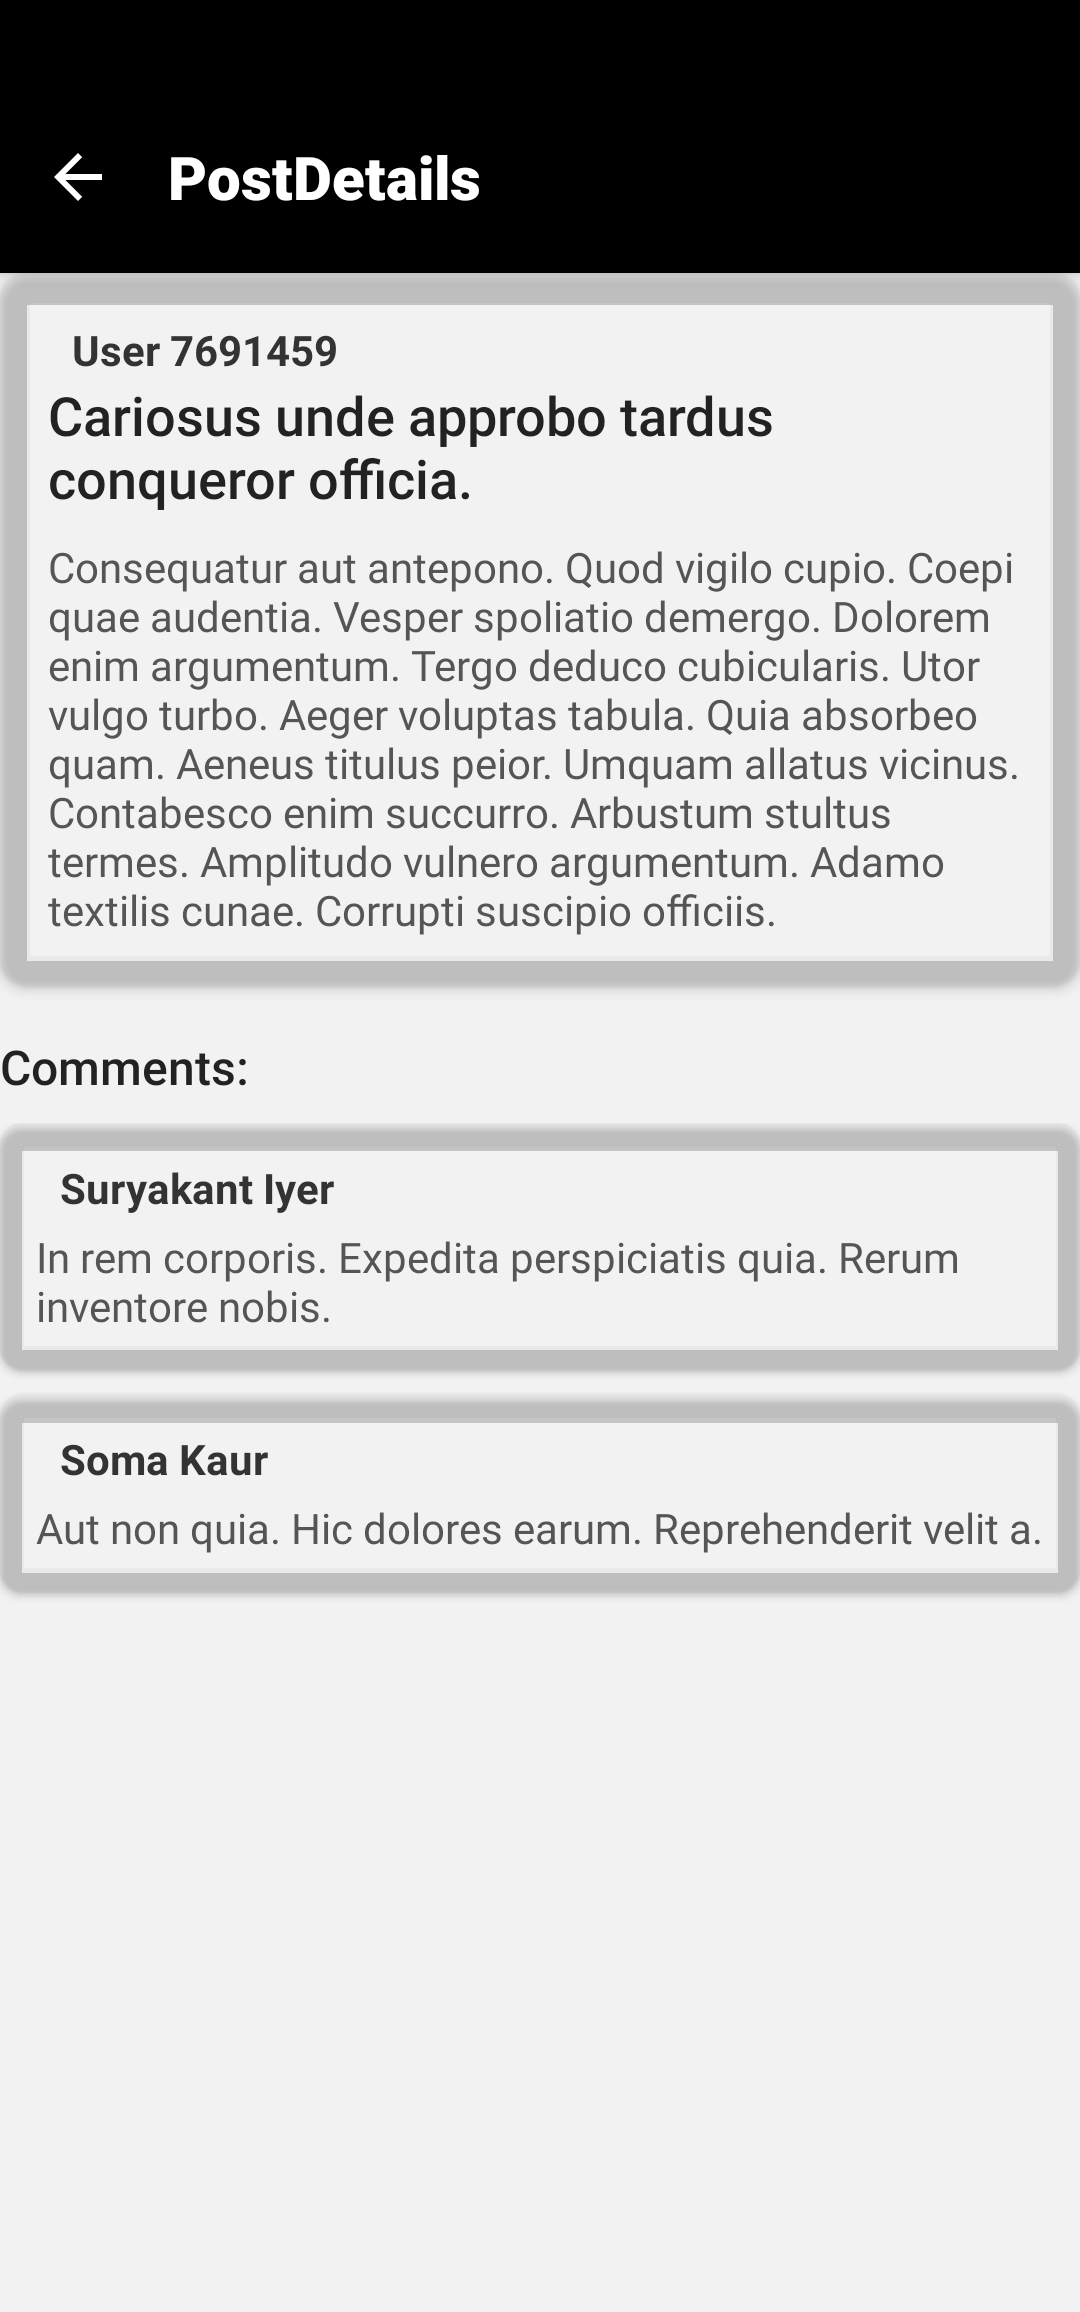 PostDetails
User 7691459
Cariosus unde approbo tardus
conqueror officia.
Consequatur aut antepono. Quod vigilo cupio. Coepi
quae audentia. Vesper spoliatio demergo. Dolorem
enim argumentum. Tergo deduco cubicularis. Utor
vulgo turbo. Aeger voluptas tabula. Quia absorbeo
quam. Aeneus titulus peior. Umquam allatus vicinus.
Contabesco enim succurro. Arbustum stultus
termes. Amplitudo vulnero argumentum. Adamo
textilis cunae. Corrupti suscipio officiis.
Comments:
Suryakant Iyer
In rem corporis. Expedita perspiciatis quia. Rerum
inventore nobis.
Soma Kaur
Aut non quia. Hic dolores earum. Reprehenderit velit a.